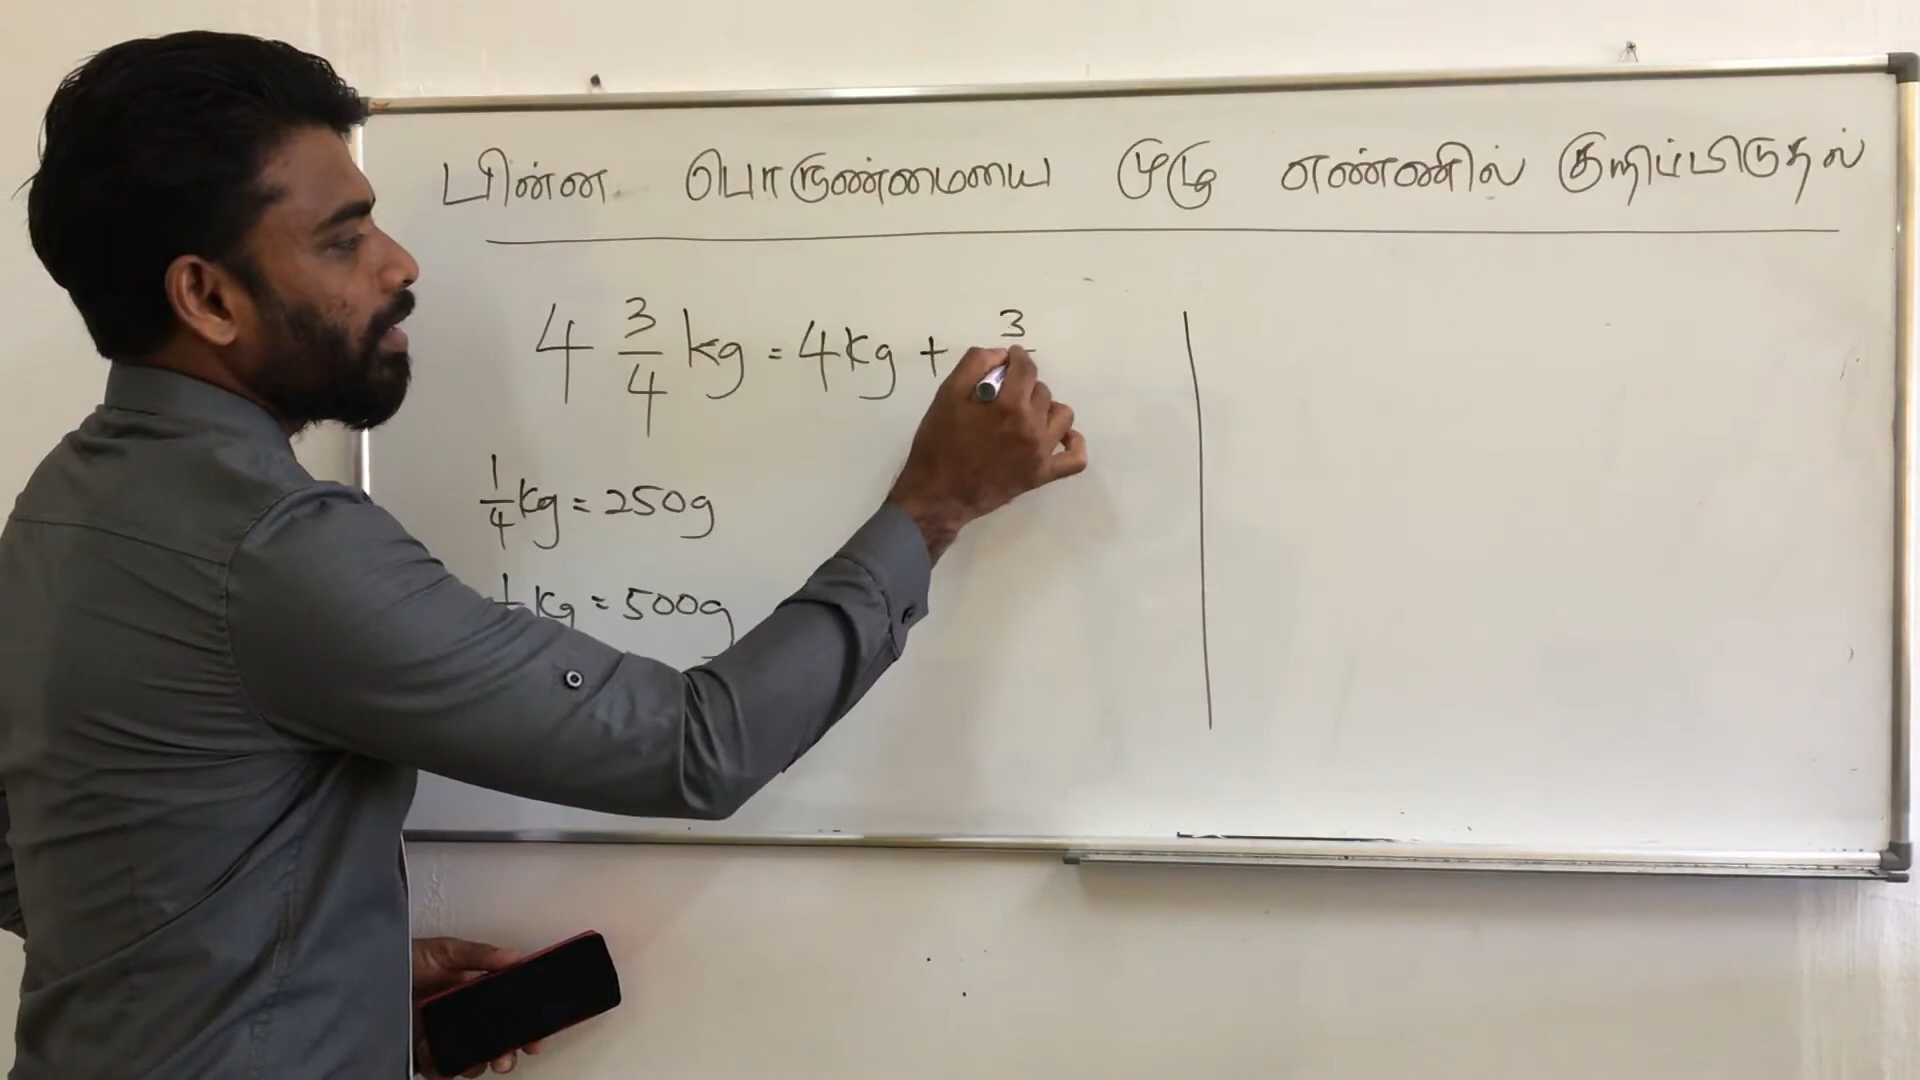 பின்ன பொருண்மையை முழு எண்ணில் குறிப்பிடுதல்
4 3/4 kg = 4kg + 3
1/4 kg = 250g
kg = 500g